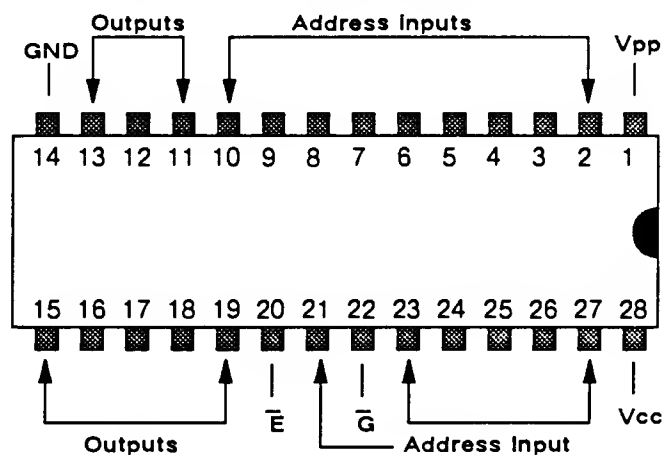 Outputs Address Inputs
GND Vpp
14 13 12 11 10 9 8 7 6 5 4 3 2 1
15 16 17 18 19 20 21 22 23 24 25 26 27 28
E̅ G̅ Vcc
Outputs Address Input